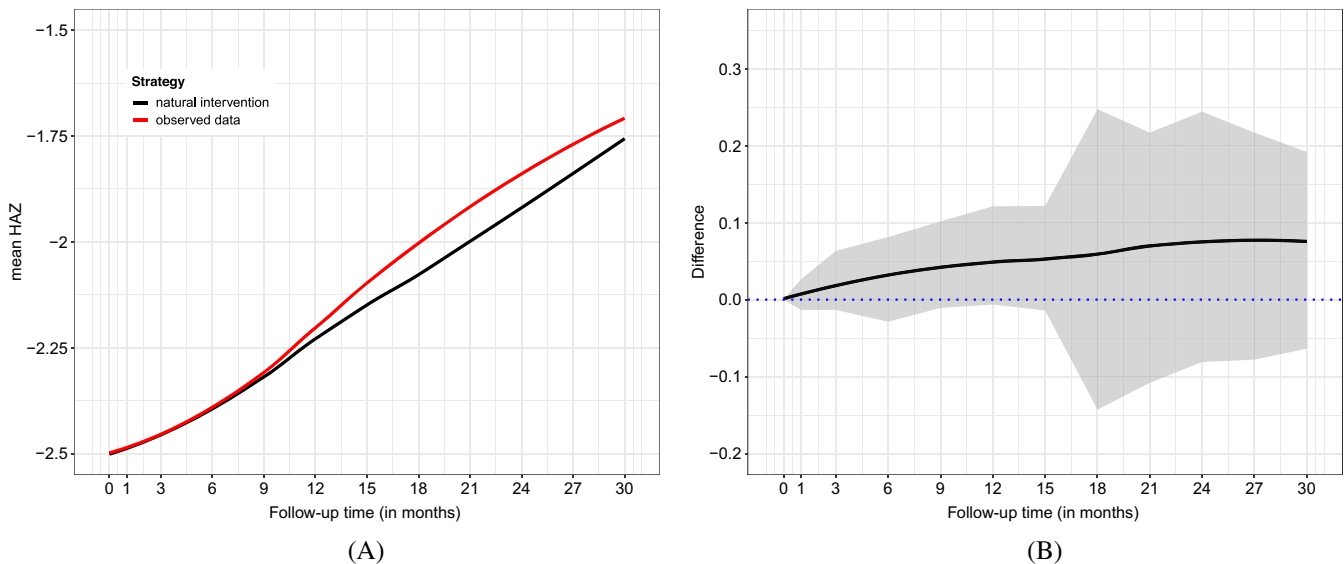 −1.5
−1.75
−2
−2.25
−2.5
mean HAZ
Strategy
natural intervention
observed data
0 1 3 6 9 12 15 18 21 24 27 30
Follow-up time (in months)
(A)
0.3
0.2
0.1
0.0
−0.1
−0.2
Difference
0 1 3 6 9 12 15 18 21 24 27 30
Follow-up time (in months)
(B)